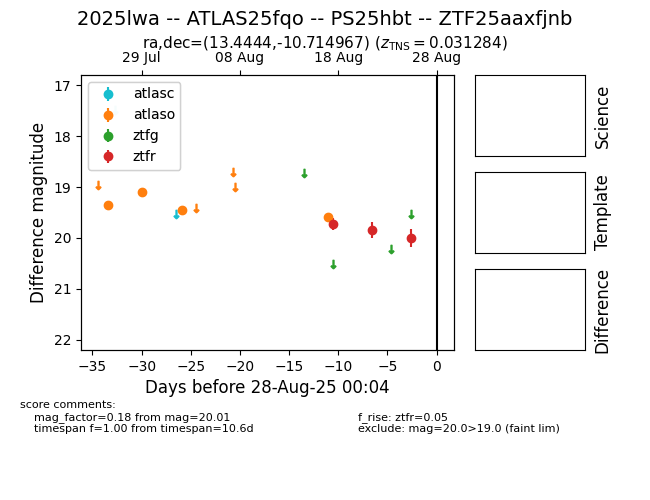 2025lwa -- ATLAS25fqo -- PS25hbt -- ZTF25aaxfjnb
ra,dec=(13.4444,-10.714967) (z_TNS = 0.031284)
29 Jul 08 Aug 18 Aug 28 Aug
atlasc
atlaso
ztfg
ztfr
17
18
19
20
21
22
Difference magnitude
−35 −30 −25 −20 −15 −10 −5 0
Days before 28-Aug-25 00:04
Science
Template
Difference
score comments:
mag_factor=0.18 from mag=20.01
timespan f=1.00 from timespan=10.6d
f_rise: ztfr=0.05
exclude: mag=20.0>19.0 (faint lim)